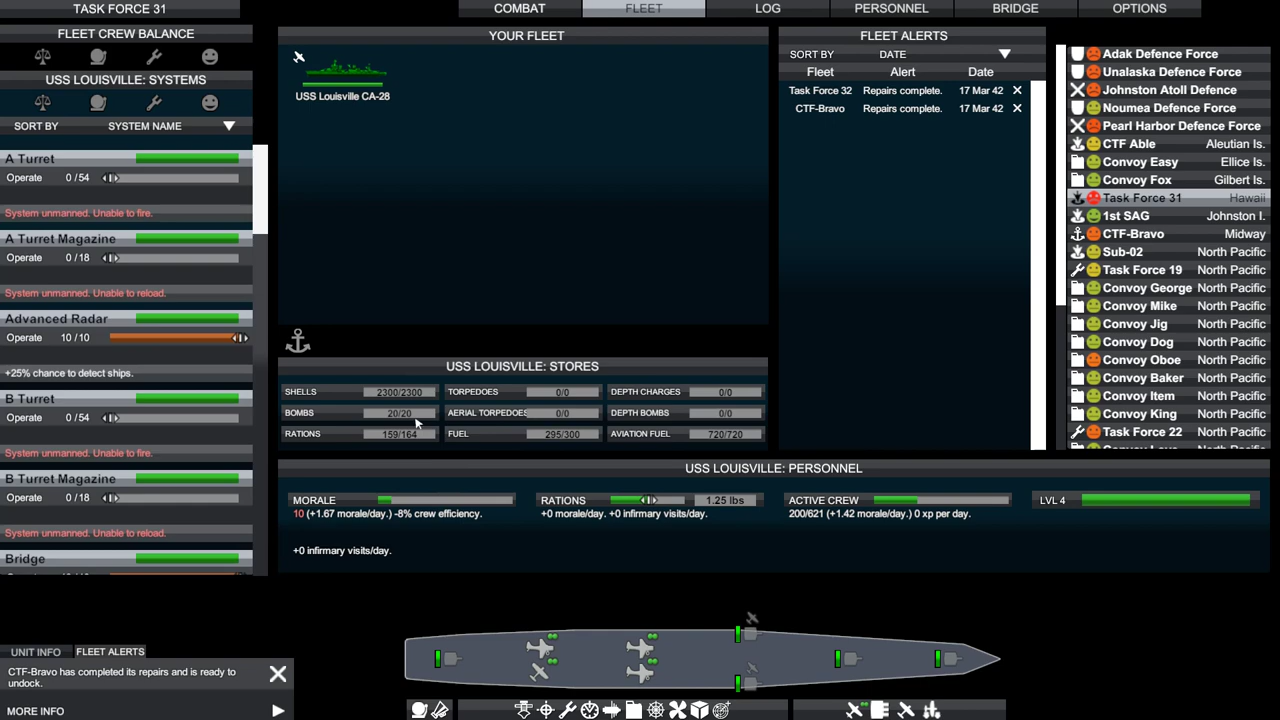 TASK FORCE 31
COMBAT FLEET LOG PERSONNEL BRIDGE OPTIONS
FLEET CREW BALANCE
USS LOUISVILLE: SYSTEMS
SORT BY SYSTEM NAME
A Turret
Operate 0 /54
System unmanned. Unable to fire.
A Turret Magazine
Operate 0 /18
System unmanned. Unable to reload.
Advanced Radar
Operate 10 /10
+25% chance to detect ships.
B Turret
Operate 0 /54
System unmanned. Unable to fire.
B Turret Magazine
Operate 0 /18
System unmanned. Unable to reload.
Bridge
YOUR FLEET
USS Louisville CA-28
FLEET ALERTS
SORT BY DATE
Fleet Alert Date
Task Force 32 Repairs complete. 17 Mar 42
CTF-Bravo Repairs complete. 17 Mar 42
Adak Defence Force
Unalaska Defence Force
Johnston Atoll Defence
Noumea Defence Force
Pearl Harbor Defence Force
CTF Able Aleutian Is.
Convoy Easy Ellice Is.
Convoy Fox Gilbert Is.
Task Force 31 Hawaii
1st SAG Johnston I.
CTF-Bravo Midway
Sub-02 North Pacific
Task Force 19 North Pacific
Convoy George North Pacific
Convoy Mike North Pacific
Convoy Jig North Pacific
Convoy Dog North Pacific
Convoy Oboe North Pacific
Convoy Baker North Pacific
Convoy Item North Pacific
Convoy King North Pacific
Task Force 22 North Pacific
USS LOUISVILLE: STORES
SHELLS 2300/2300 TORPEDOES 0/0 DEPTH CHARGES 0/0
BOMBS 20/20 AERIAL TORPEDOES 0/0 DEPTH BOMBS 0/0
RATIONS 159/164 FUEL 295/300 AVIATION FUEL 720/720
USS LOUISVILLE: PERSONNEL
MORALE RATIONS 1.25 lbs ACTIVE CREW LVL 4
10 (+1.67 morale/day.) -8% crew efficiency. +0 morale/day. +0 infirmary visits/day. 200/621 (+1.42 morale/day.) 0 xp per day.
+0 infirmary visits/day.
UNIT INFO FLEET ALERTS
CTF-Bravo has completed its repairs and is ready to
undock.
MORE INFO